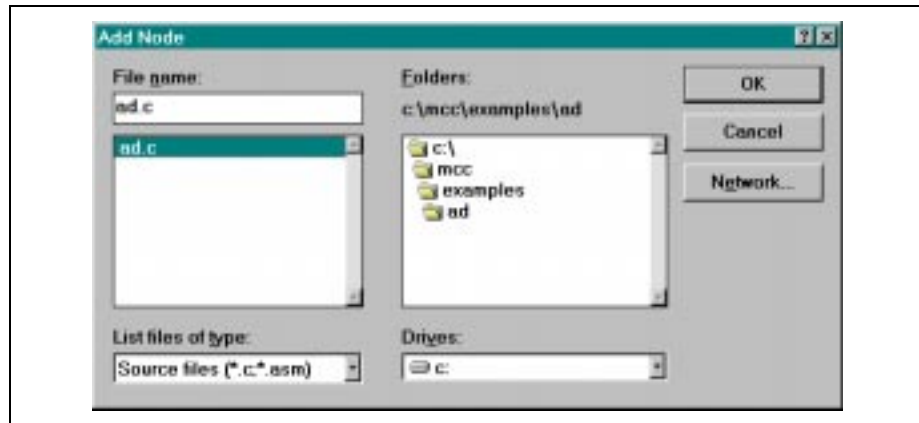 Add Node
File name:
ad.c
ad.c
List files of type:
Source files (*.c;*.asm)
Folders:
c:\mcc\examples\ad
c:\
mcc
examples
ad
Drives:
c:
OK
Cancel
Network...